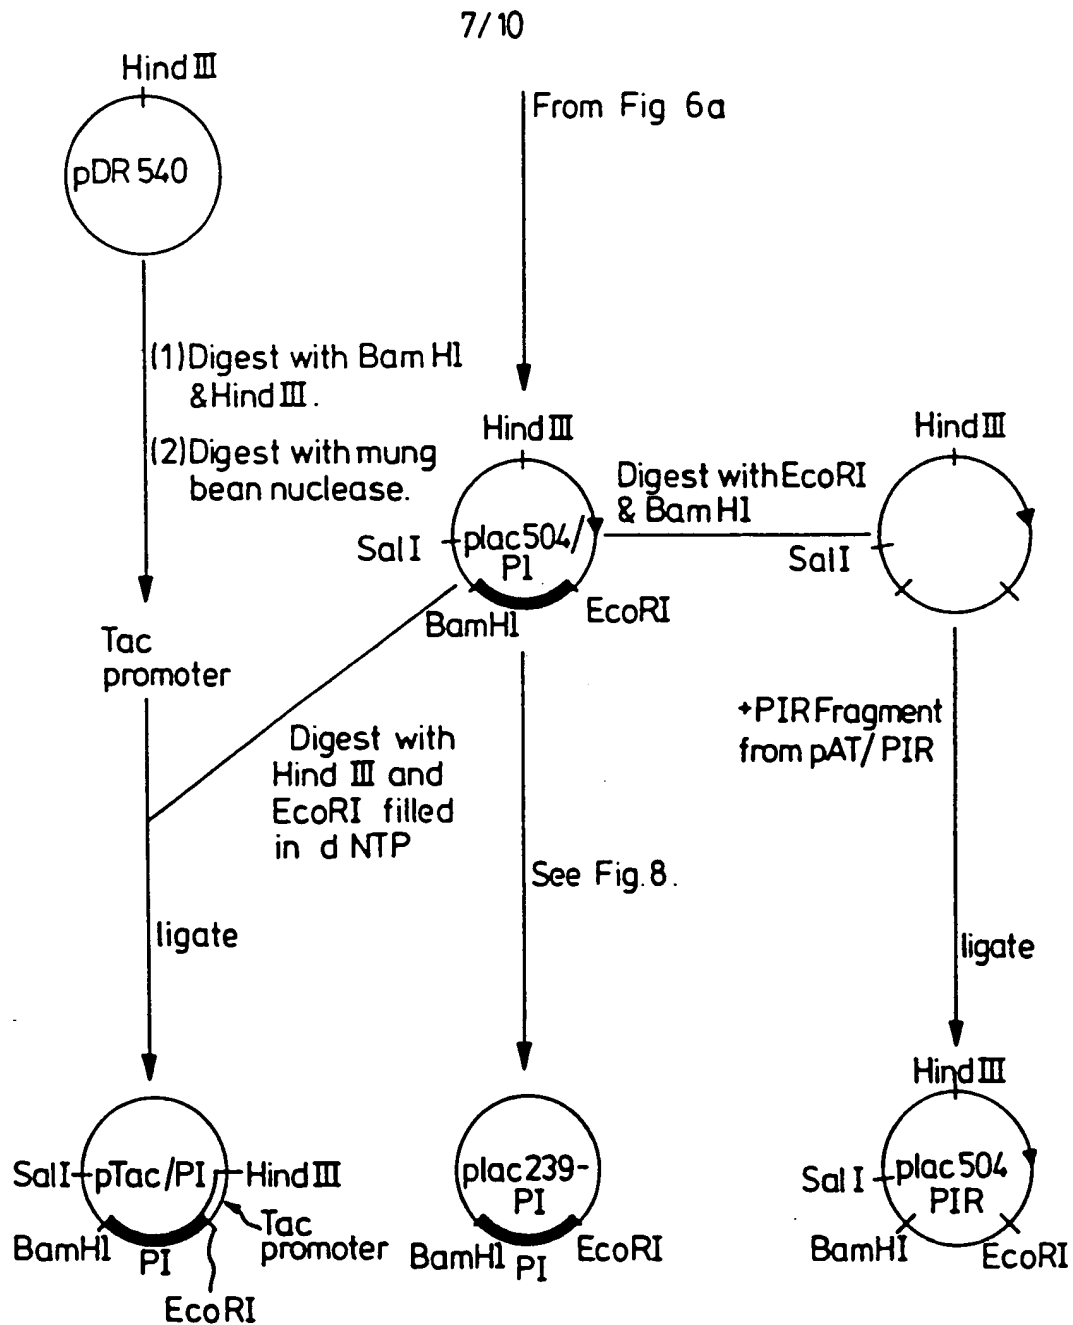 7/10
Hind III
pDR 540
From Fig 6a
(1) Digest with Bam H1
& Hind III.
(2) Digest with mung
bean nuclease.
Tac
promoter
Hind III
Sal I
plac504/
PI
BamH1
EcoRI
Digest with EcoRI
& BamH1
Hind III
Sal I
Digest with
Hind III and
EcoRI filled
in d NTP
+PIR Fragment
from pAT/PIR
See Fig. 8.
ligate
ligate
Sal I
pTac/PI
Hind III
Tac
promoter
BamH1
PI
EcoRI
plac239-
PI
BamH1
PI
EcoRI
Hind III
Sal I
plac504
PIR
BamHI
EcoRI